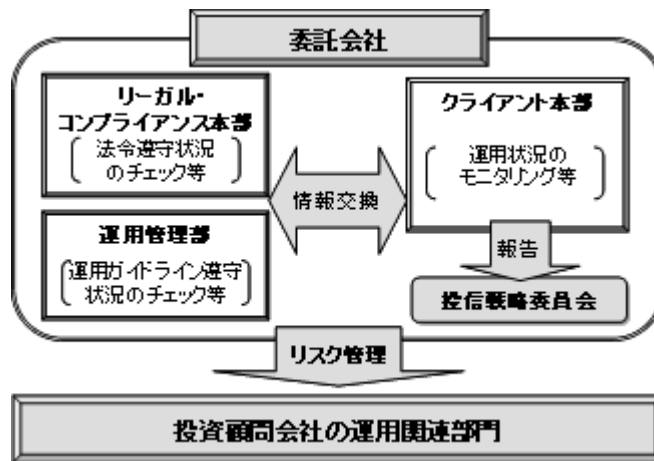 委託会社
リーガル・
コンプライアンス本部
法令遵守状況
のチェック等
クライアント本部
運用状況の
モニタリング等
情報交換
運用管理部
運用ガイドライン遵守
状況のチェック等
報告
投信戦略委員会
リスク管理
投資顧問会社の運用関連部門